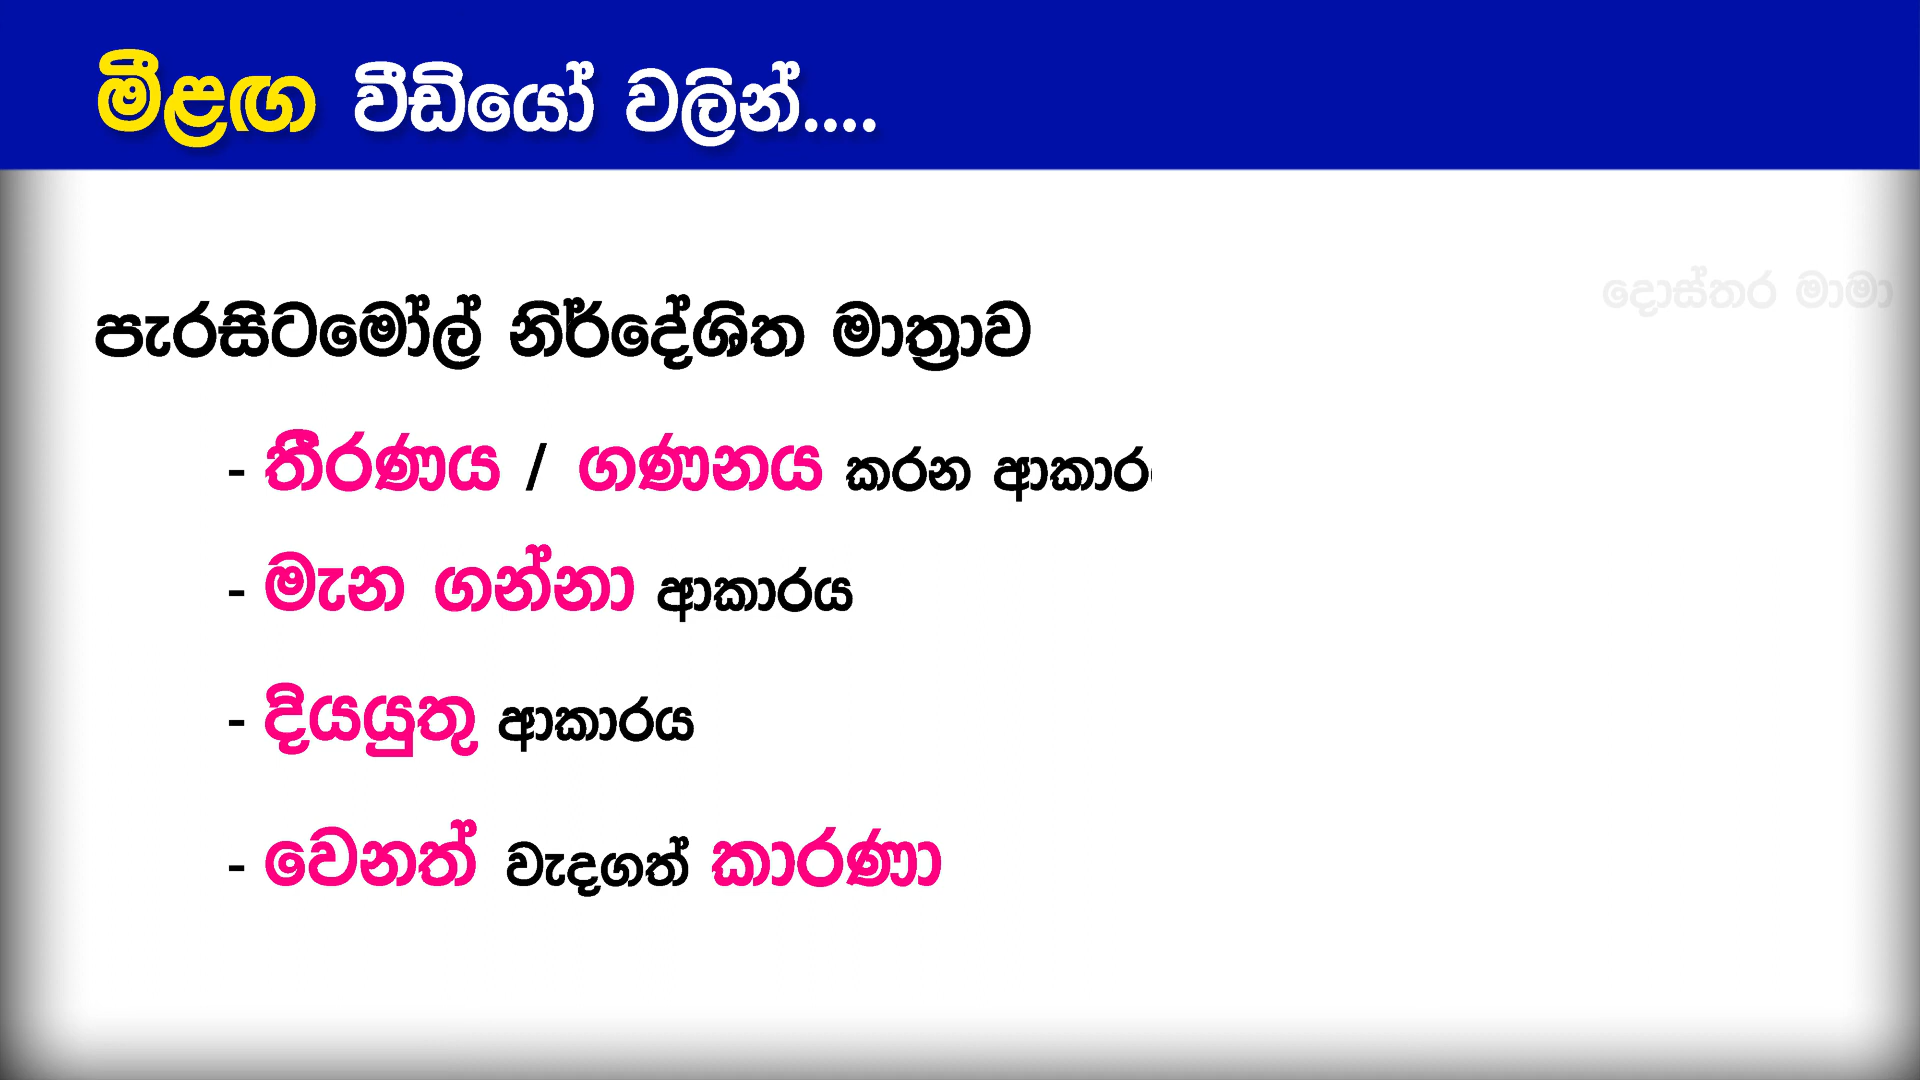 මීළඟ වීඩියෝ වලින්....
දොස්තර මාමා
පැරසිටමෝල් නිර්දේශිත මාත්‍රාව
- තීරණය / ගණනය කරන ආකාර
- මැන ගන්නා ආකාරය
- දියයුතු ආකාරය
- වෙනත් වැදගත් කාරණා